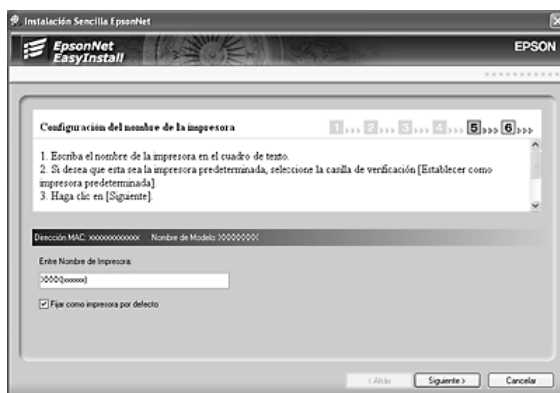 Instalación Sencilla EpsonNet
EpsonNet
EasyInstall
EPSON
Configuración del nombre de la impresora
1 2 3 4 5 6
1. Escriba el nombre de la impresora en el cuadro de texto.
2. Si desea que esta sea la impresora predeterminada, seleccione la casilla de verificación [Establecer como
impresora predeterminada].
3. Haga clic en [Siguiente].
Dirección MAC: xxxxxxxxxxxx Nombre de Modelo: XXXXXXXX
Entre Nombre de Impresora:
XXXX(xxxxxx)
Fijar como impresora por defecto
< Atrás
Siguiente >
Cancelar